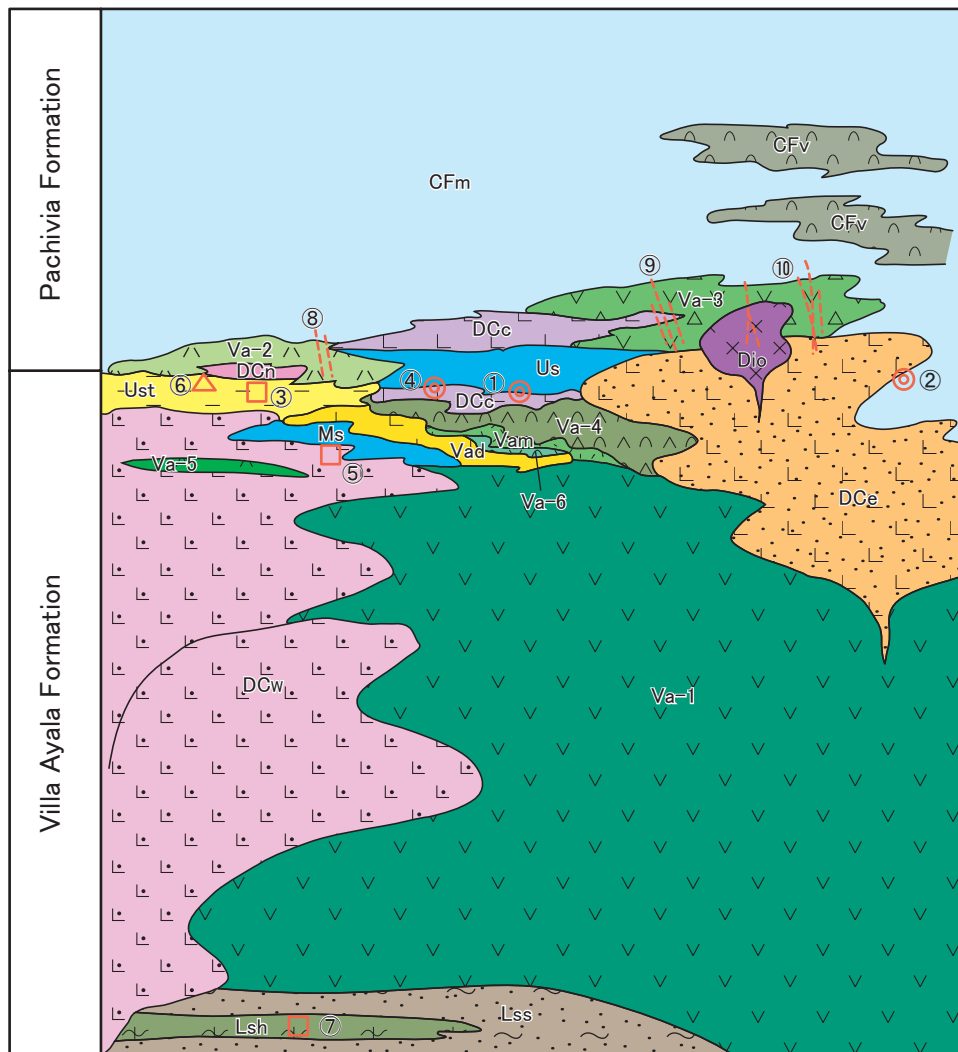 Pachivia Formation
Villa Ayala Formation
CFv
CFm
CFv
⑨
⑩
Va-3
⑧
DCc
Va-2
DCn
Us
Dio
⑥
Ust
③
④
①
②
DCc
Ms
Va-4
Vam
Vad
Va-5
⑤
Va-6
DCe
DCw
Va-1
Lss
Lsh
⑦